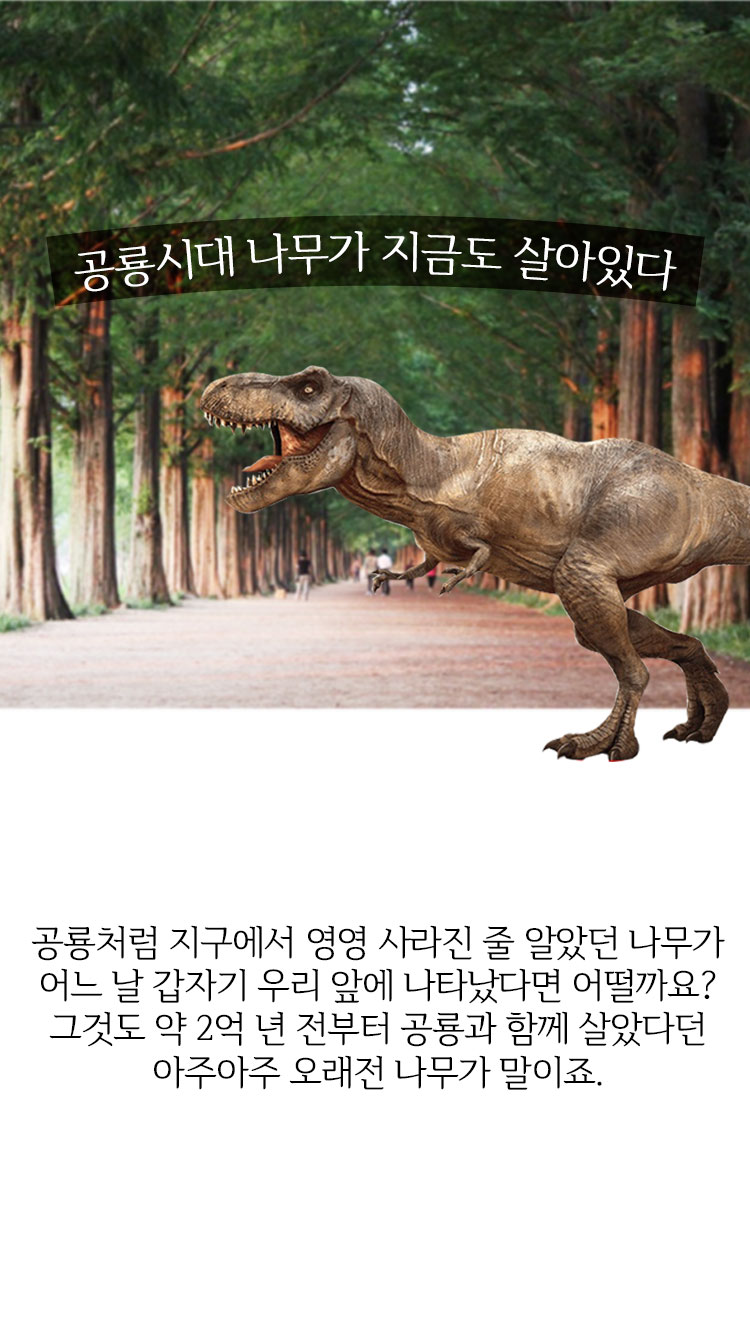 공룡시대 나무가 지금도 살아있다
공룡처럼 지구에서 영영 사라진 줄 알았던 나무가
어느 날 갑자기 우리 앞에 나타났다면 어떨까요?
그것도 약 2억 년 전부터 공룡과 함께 살았다던
아주아주 오래전 나무가 말이죠.